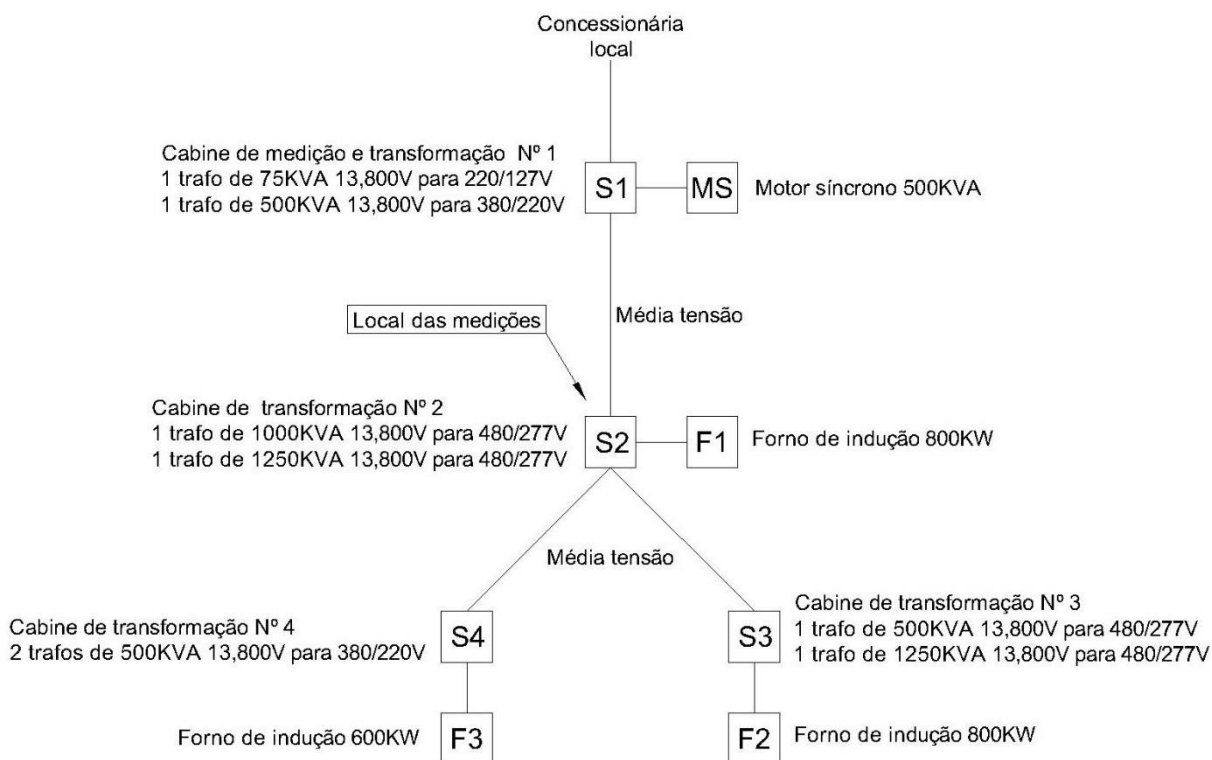 Concessionária
local
Cabine de medição e transformação Nº 1
1 trafo de 75KVA 13,800V para 220/127V
1 trafo de 500KVA 13,800V para 380/220V
S1
MS
Motor síncrono 500KVA
Média tensão
Local das medições
Cabine de transformação Nº 2
1 trafo de 1000KVA 13,800V para 480/277V
1 trafo de 1250KVA 13,800V para 480/277V
S2
F1
Forno de indução 800KW
Média tensão
Cabine de transformação Nº 4
2 trafos de 500KVA 13,800V para 380/220V
S4
S3
Cabine de transformação Nº 3
1 trafo de 500KVA 13,800V para 480/277V
1 trafo de 1250KVA 13,800V para 480/277V
Forno de indução 600KW
F3
F2
Forno de indução 800KW